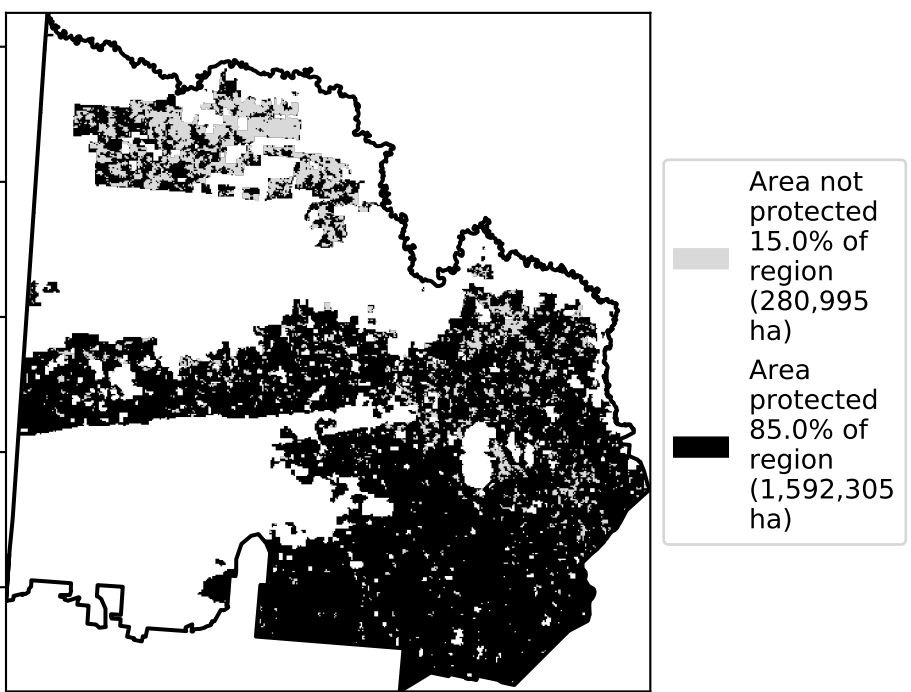 Area not
protected
15.0% of
region
(280,995
ha)
Area
protected
85.0% of
region
(1,592,305
ha)